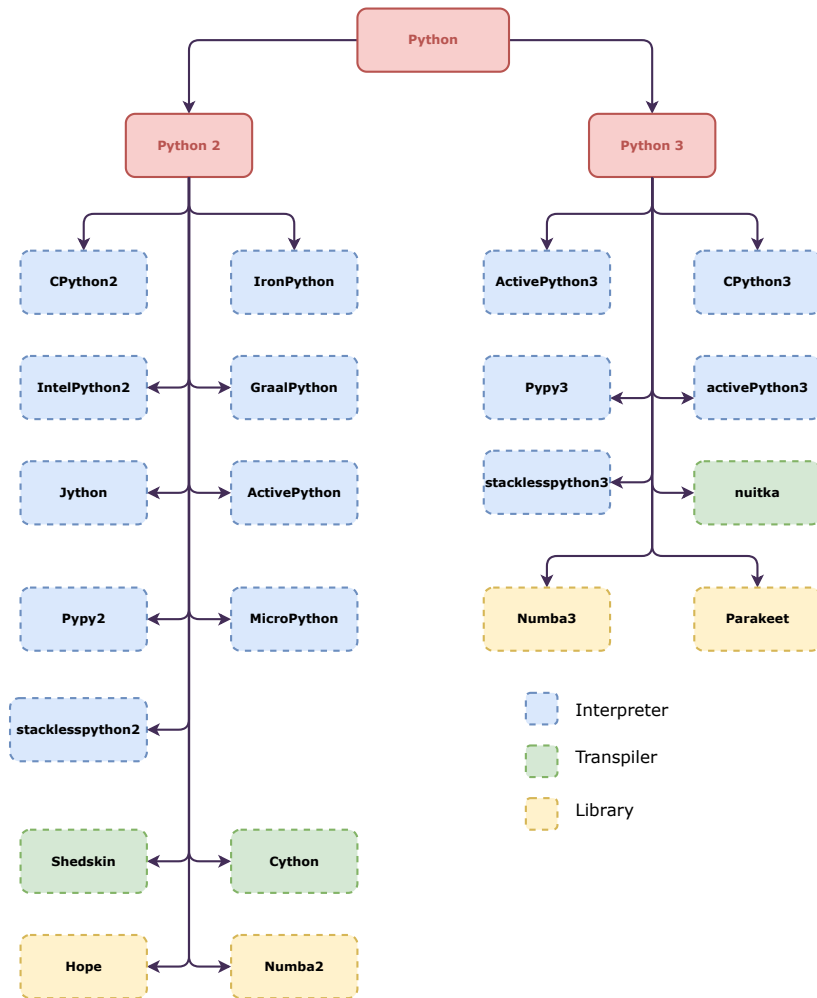 Python
Python 2
Python 3
CPython2
IronPython
ActivePython3
CPython3
IntelPython2
GraalPython
Pypy3
activePython3
Jython
ActivePython
stacklesspython3
nuitka
Pypy2
MicroPython
Numba3
Parakeet
stacklesspython2
Interpreter
Transpiler
Library
Shedskin
Cython
Hope
Numba2